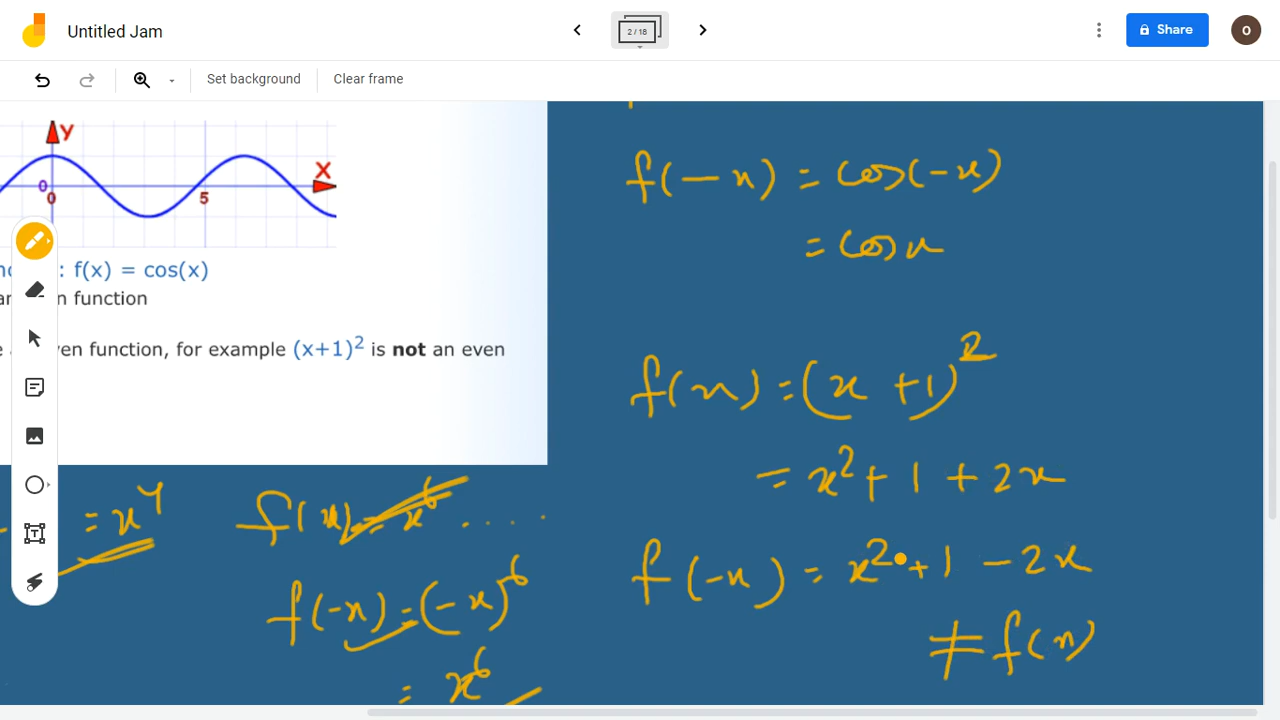 Untitled Jam
2 / 18
Share
O
Set background
Clear frame
Y
X
0
0
5
: f(x) = cos(x)
n function
ven function, for example (x+1)² is not an even
f(-x) = cos(-x)
= cos x
f(x) = (x + 1)²
= x² + 1 + 2x
f(-x) = x² + 1 - 2x
≠ f(x)
= x⁴
f(x) = x⁶ .....
f(-x) = (-x)⁶
= x⁶